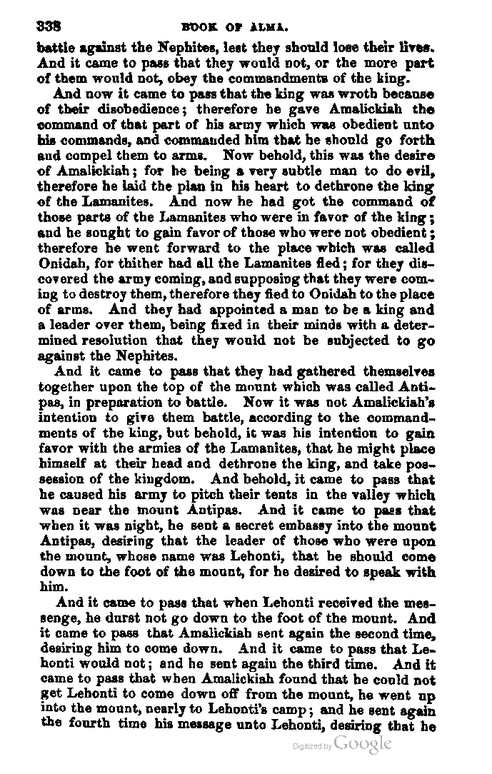 338 BOOK OF ALMA.
battle against the Nephites, lest they should lose their lives.
And it came to pass that they would not, or the more part
of them would not, obey the commandments of the king.
And now it came to pass that the king was wroth because
of their disobedience; therefore he gave Amalickiah the
command of that part of his army which was obedient unto
his commands, and commanded him that he should go forth
and compel them to arms. Now behold, this was the desire
of Amalickiah; for he being a very subtle man to do evil,
therefore he laid the plan in his heart to dethrone the king
of the Lamanites. And now he had got the command of
those parts of the Lamanites who were in favor of the king;
and he sought to gain favor of those who were not obedient;
therefore he went forward to the place which was called
Onidah, for thither had all the Lamanites fled; for they dis-
covered the army coming, and supposing that they were com-
ing to destroy them, therefore they fled to Onidah to the place
of arms. And they had appointed a man to be a king and
a leader over them, being fixed in their minds with a deter-
mined resolution that they would not be subjected to go
against the Nephites.
And it came to pass that they had gathered themselves
together upon the top of the mount which was called Anti-
pas, in preparation to battle. Now it was not Amalickiah's
intention to give them battle, according to the command-
ments of the king, but behold, it was his intention to gain
favor with the armies of the Lamanites, that he might place
himself at their head and dethrone the king, and take pos-
session of the kingdom. And behold, it came to pass that
he caused his army to pitch their tents in the valley which
was near the mount Antipas. And it came to pass that
when it was night, he sent a secret embassy into the mount
Antipas, desiring that the leader of those who were upon
the mount, whose name was Lehonti, that he should come
down to the foot of the mount, for he desired to speak with
him.
And it came to pass that when Lehonti received the mes-
senge, he durst not go down to the foot of the mount. And
it came to pass that Amalickiah sent again the second time,
desiring him to come down. And it came to pass that Le-
honti would not; and he sent again the third time. And it
came to pass that when Amalickiah found that he could not
get Lehonti to come down off from the mount, he went up
into the mount, nearly to Lehonti's camp; and he sent again
the fourth time his message unto Lehonti, desiring that he
Digitized by Google